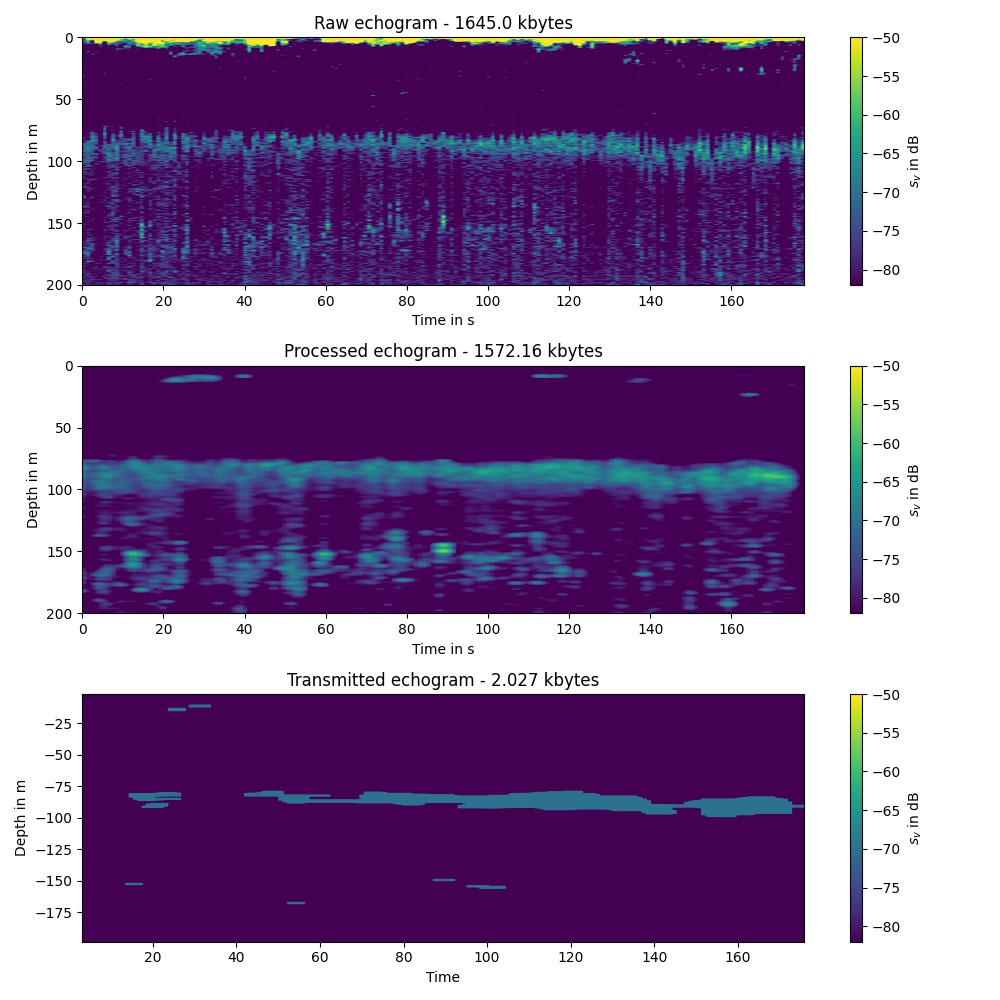 Raw echogram - 1645.0 kbytes
0
50
100
150
200
Depth in m
0 20 40 60 80 100 120 140 160
Time in s
−50
−55
−60
−65
−70
−75
−80
sv in dB
Processed echogram - 1572.16 kbytes
0
50
100
150
200
Depth in m
0 20 40 60 80 100 120 140 160
Time in s
−50
−55
−60
−65
−70
−75
−80
sv in dB
Transmitted echogram - 2.027 kbytes
−25
−50
−75
−100
−125
−150
−175
Depth in m
20 40 60 80 100 120 140 160
Time
−50
−55
−60
−65
−70
−75
−80
sv in dB